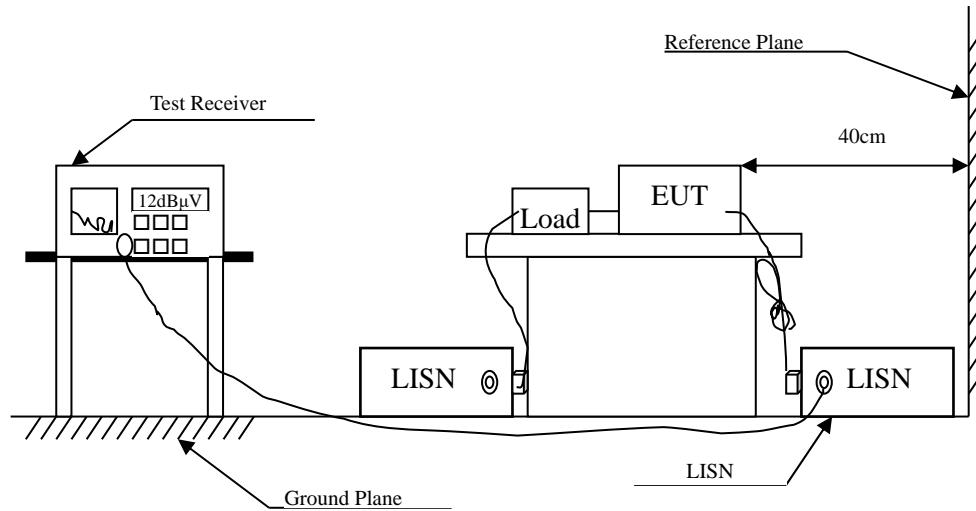 Reference Plane
Test Receiver
40cm
12dBµV
EUT
Load
LISN
LISN
LISN
Ground Plane